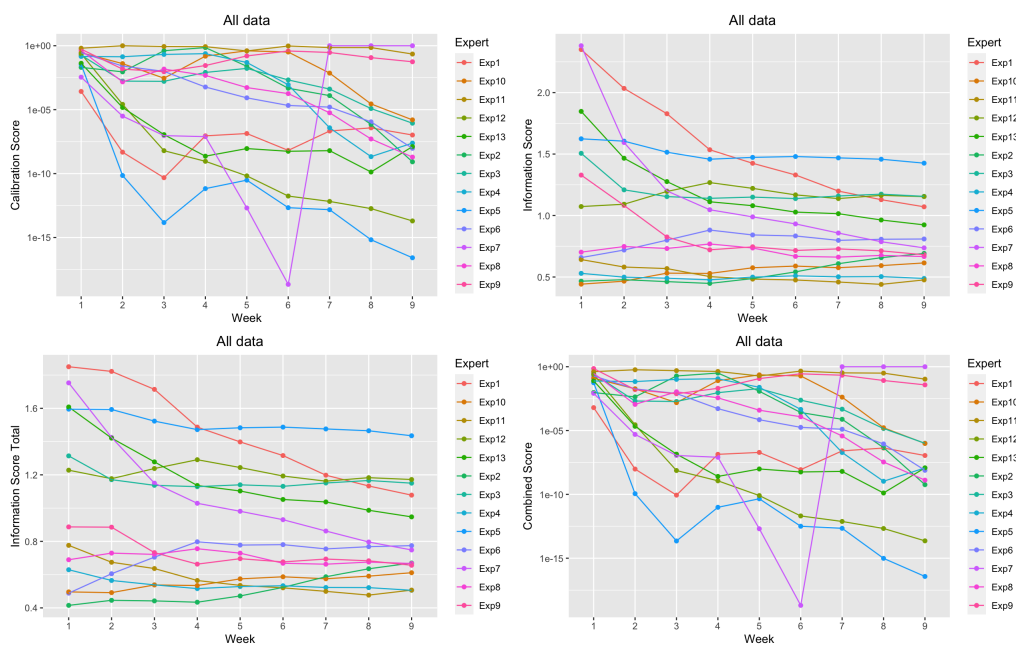 All data
Calibration Score
1e+00
1e-05
1e-10
1e-15
1 2 3 4 5 6 7 8 9
Week
Expert
Exp1
Exp10
Exp11
Exp12
Exp13
Exp2
Exp3
Exp4
Exp5
Exp6
Exp7
Exp8
Exp9
All data
Information Score
2.0
1.5
1.0
0.5
1 2 3 4 5 6 7 8 9
Week
Expert
Exp1
Exp10
Exp11
Exp12
Exp13
Exp2
Exp3
Exp4
Exp5
Exp6
Exp7
Exp8
Exp9
All data
Information Score Total
1.6
1.2
0.8
0.4
1 2 3 4 5 6 7 8 9
Week
Expert
Exp1
Exp10
Exp11
Exp12
Exp13
Exp2
Exp3
Exp4
Exp5
Exp6
Exp7
Exp8
Exp9
All data
Combined Score
1e+00
1e-05
1e-10
1e-15
1 2 3 4 5 6 7 8 9
Week
Expert
Exp1
Exp10
Exp11
Exp12
Exp13
Exp2
Exp3
Exp4
Exp5
Exp6
Exp7
Exp8
Exp9